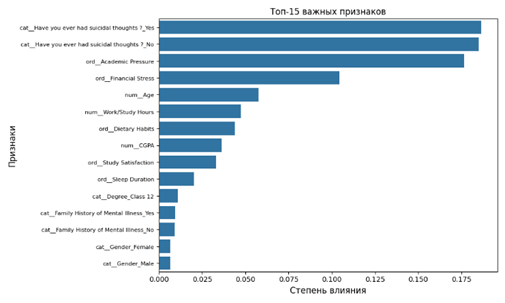 Топ-15 важных признаков
cat__Have you ever had suicidal thoughts ?_Yes
cat__Have you ever had suicidal thoughts ?_No
ord__Academic Pressure
ord__Financial Stress
num__Age
num__Work/Study Hours
ord__Dietary Habits
num__CGPA
ord__Study Satisfaction
ord__Sleep Duration
cat__Degree_Class 12
cat__Family History of Mental Illness_Yes
cat__Family History of Mental Illness_No
cat__Gender_Female
cat__Gender_Male
Признаки
0.000 0.025 0.050 0.075 0.100 0.125 0.150 0.175
Степень влияния